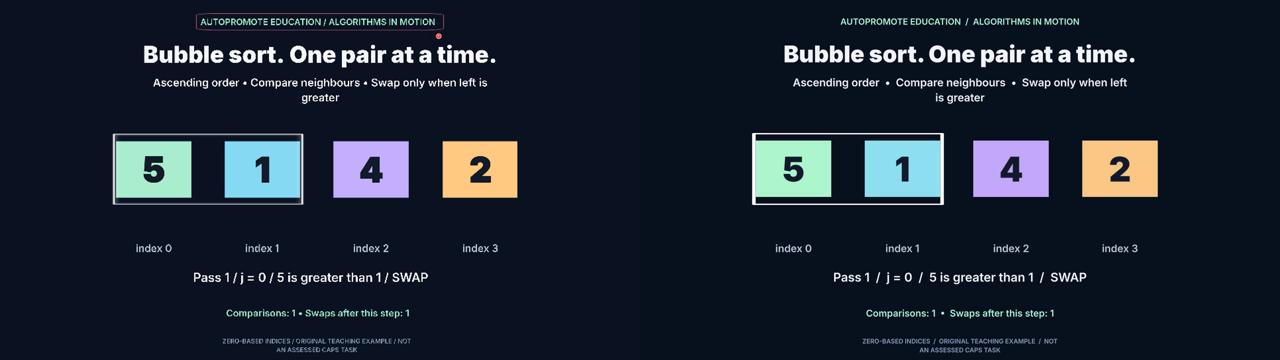 AUTOPROMOTE EDUCATION / ALGORITHMS IN MOTION
Bubble sort. One pair at a time.
Ascending order • Compare neighbours • Swap only when left is
greater
5 1 4 2
index 0 index 1 index 2 index 3
Pass 1 / j = 0 / 5 is greater than 1 / SWAP
Comparisons: 1 • Swaps after this step: 1
ZERO-BASED INDICES / ORIGINAL TEACHING EXAMPLE / NOT
AN ASSESSED CAPS TASK
AUTOPROMOTE EDUCATION / ALGORITHMS IN MOTION
Bubble sort. One pair at a time.
Ascending order • Compare neighbours • Swap only when left
is greater
5 1 4 2
index 0 index 1 index 2 index 3
Pass 1 / j = 0 / 5 is greater than 1 / SWAP
Comparisons: 1 • Swaps after this step: 1
ZERO-BASED INDICES / ORIGINAL TEACHING EXAMPLE / NOT
AN ASSESSED CAPS TASK